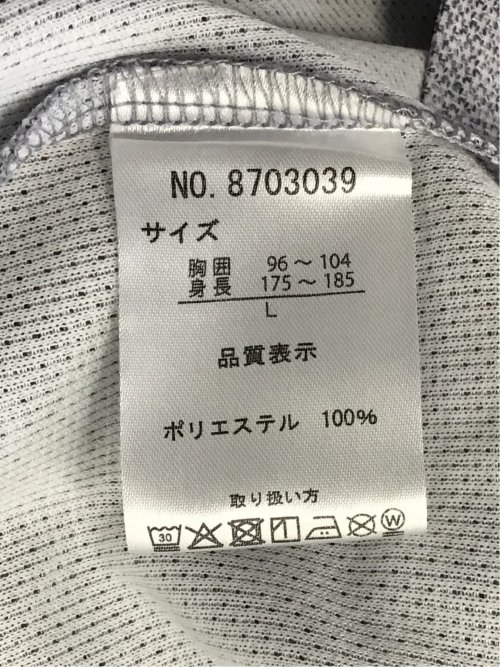 NO. 8703039
サイズ
胸囲 96～104
身長 175～185
L
品質表示
ポリエステル 100%
取り扱い方
30
W